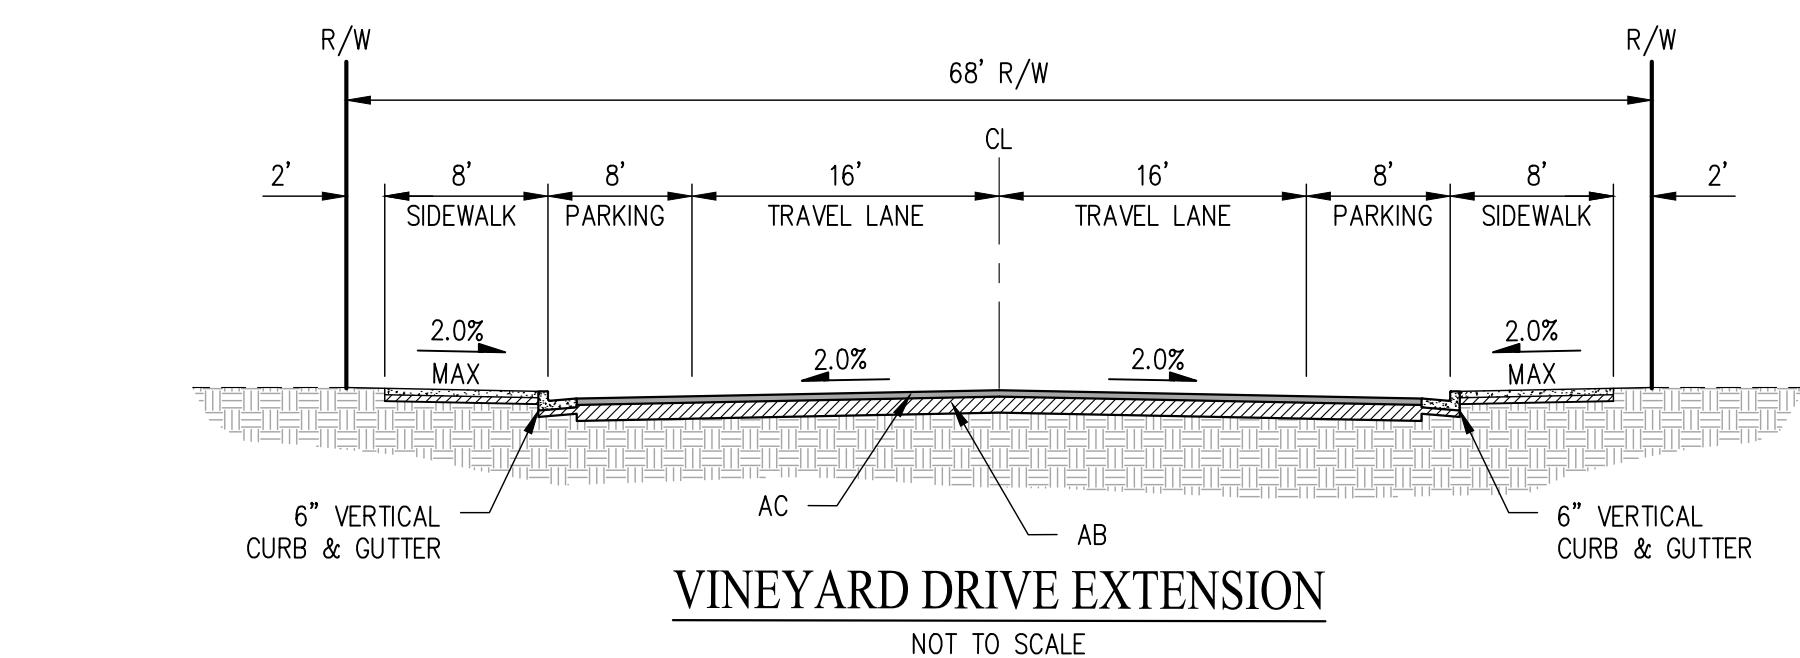 R/W
R/W
68' R/W
CL
2'
8'
8'
16'
16'
8'
8'
2'
SIDEWALK
PARKING
TRAVEL LANE
TRAVEL LANE
PARKING
SIDEWALK
2.0%
MAX
2.0%
2.0%
2.0%
MAX
6" VERTICAL
CURB & GUTTER
AC
AB
6" VERTICAL
CURB & GUTTER
VINEYARD DRIVE EXTENSION
NOT TO SCALE